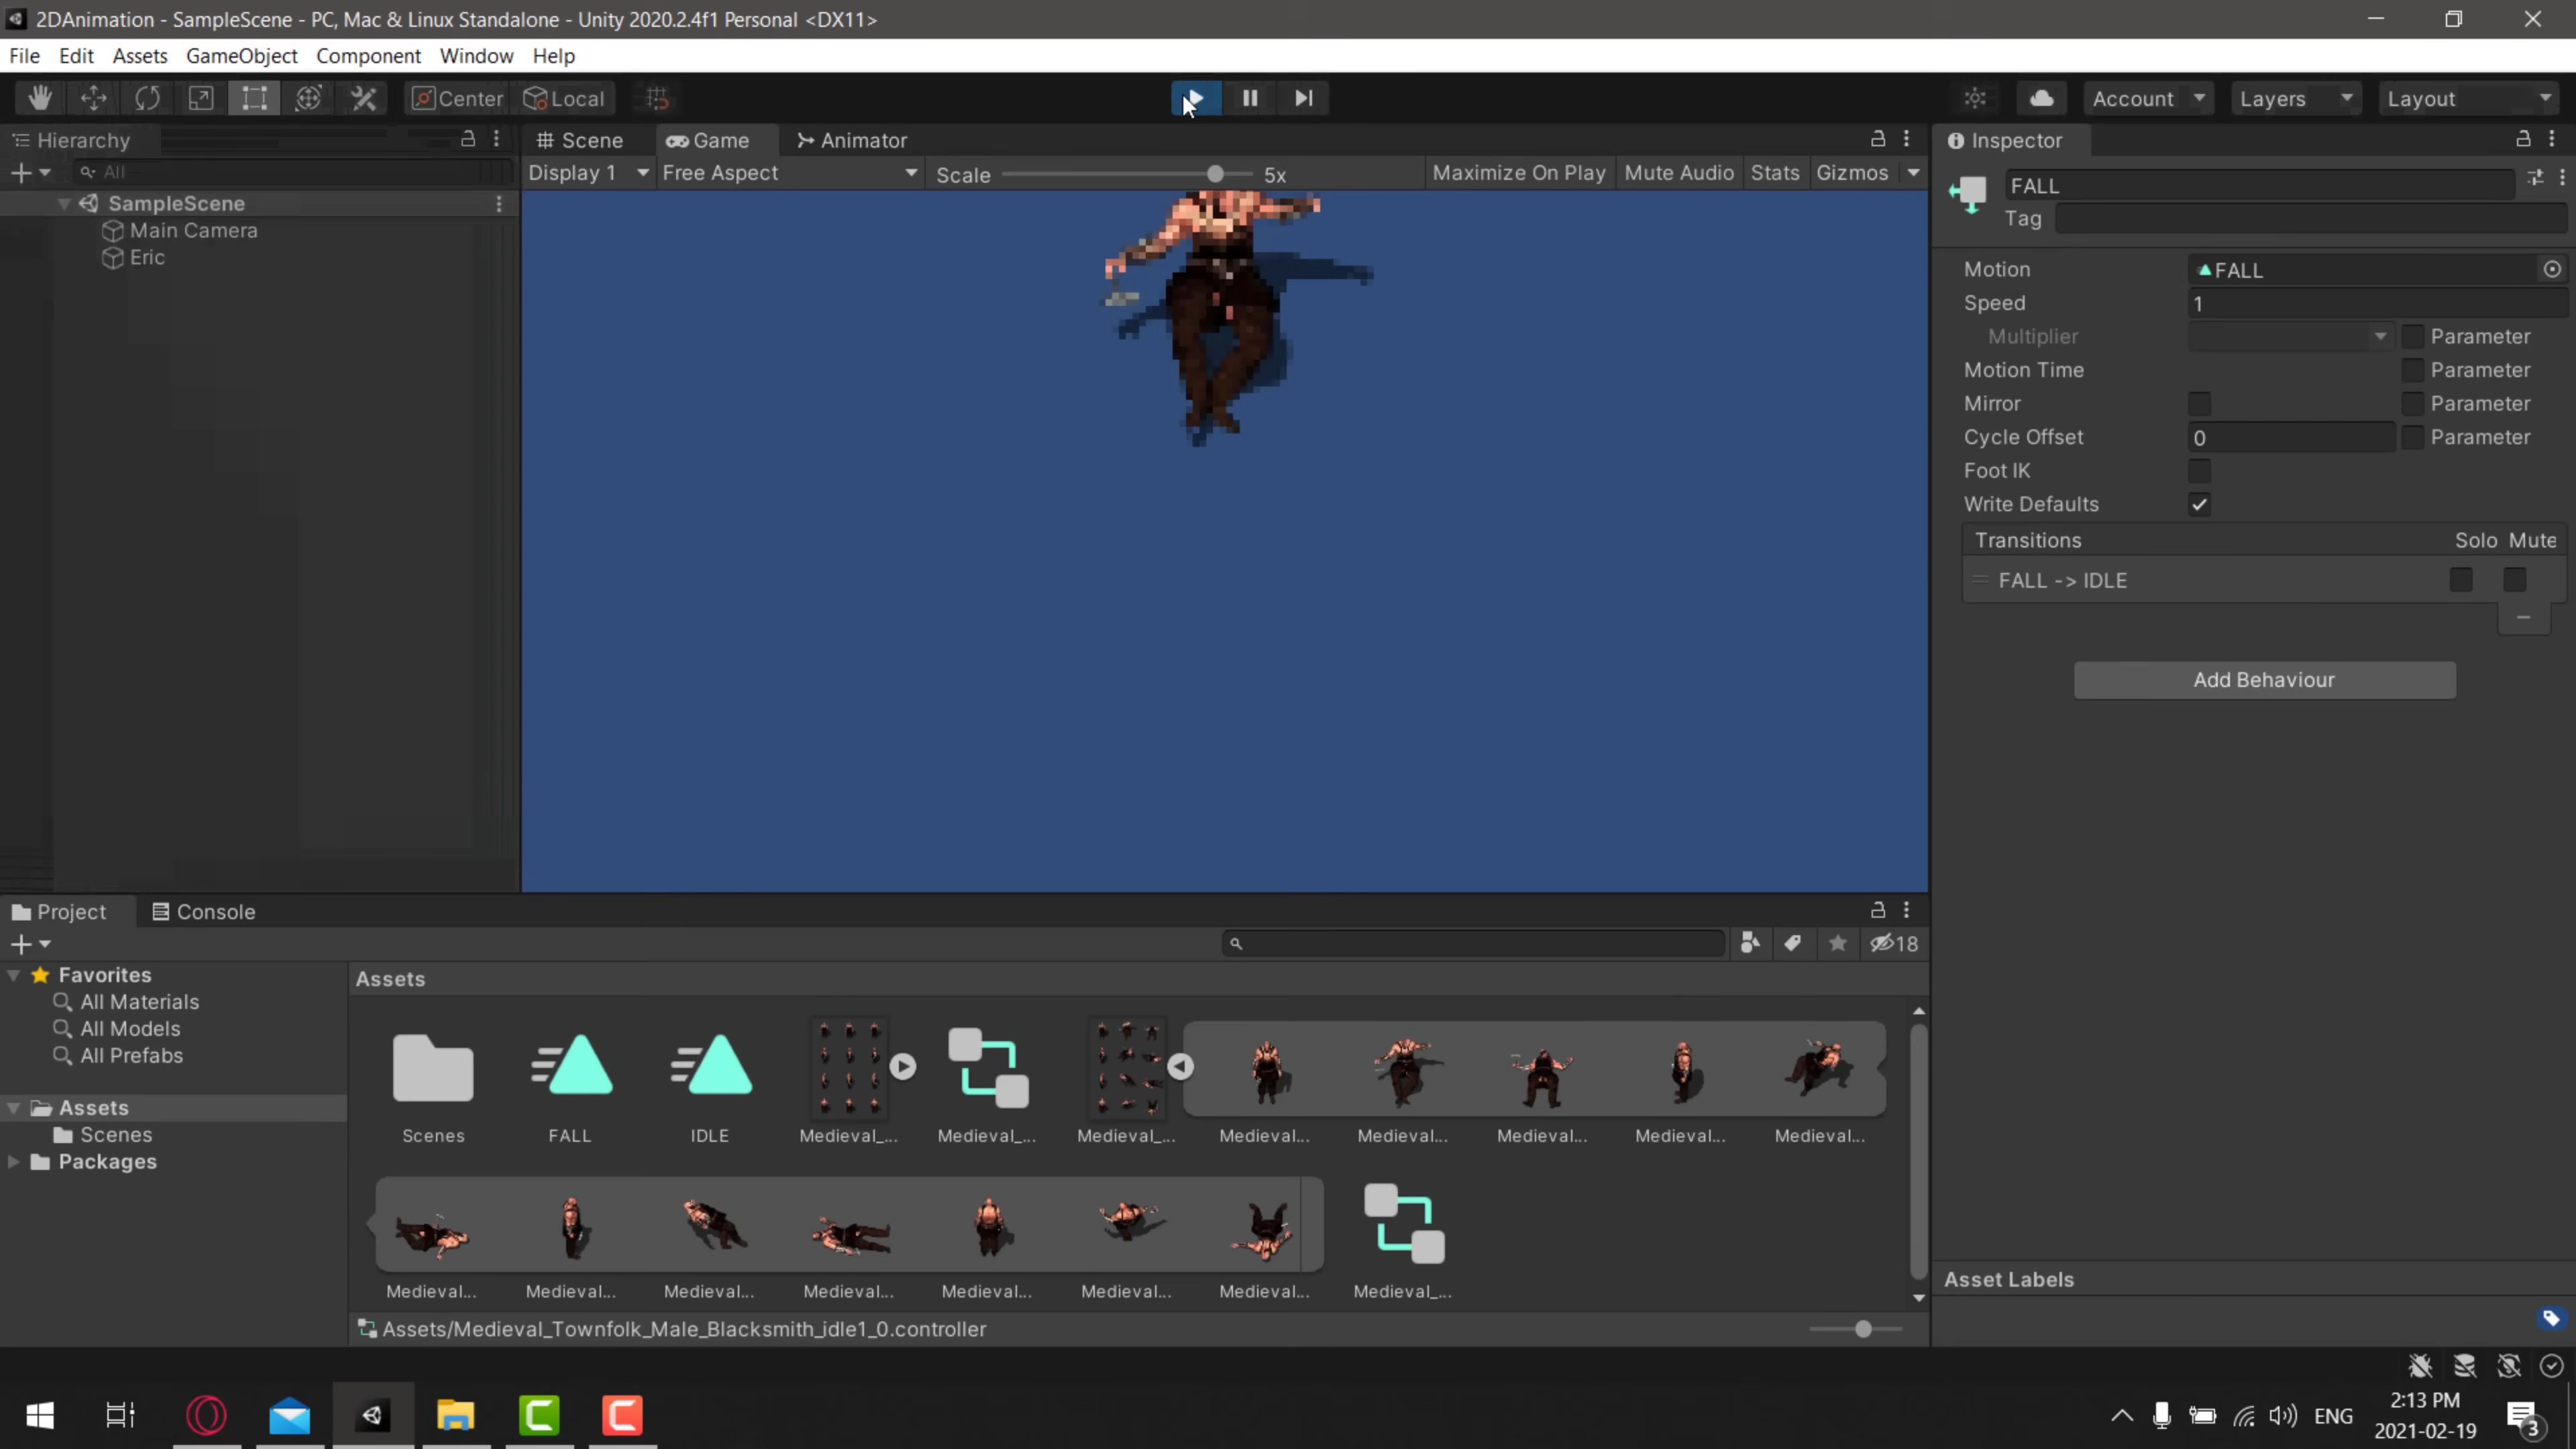 2DAnimation - SampleScene - PC, Mac & Linux Standalone - Unity 2020.2.4f1 Personal <DX11>
File Edit Assets GameObject Component Window Help
Center Local Account Layers Layout
Hierarchy
All
SampleScene
Main Camera
Eric
Scene Game Animator
Display 1 Free Aspect Scale 5x Maximize On Play Mute Audio Stats Gizmos
Inspector
FALL
Tag
Motion FALL
Speed 1
Multiplier Parameter
Motion Time Parameter
Mirror Parameter
Cycle Offset 0 Parameter
Foot IK
Write Defaults
Transitions Solo Mute
FALL -> IDLE
Add Behaviour
Project Console
18
Favorites
All Materials
All Models
All Prefabs
Assets
Scenes
Packages
Assets
Scenes FALL IDLE Medieval_... Medieval_... Medieval_... Medieval... Medieval... Medieval... Medieval... Medieval...
Medieval... Medieval... Medieval... Medieval... Medieval... Medieval... Medieval... Medieval_...
Assets/Medieval_Townfolk_Male_Blacksmith_idle1_0.controller
Asset Labels
ENG
2:13 PM
2021-02-19
3